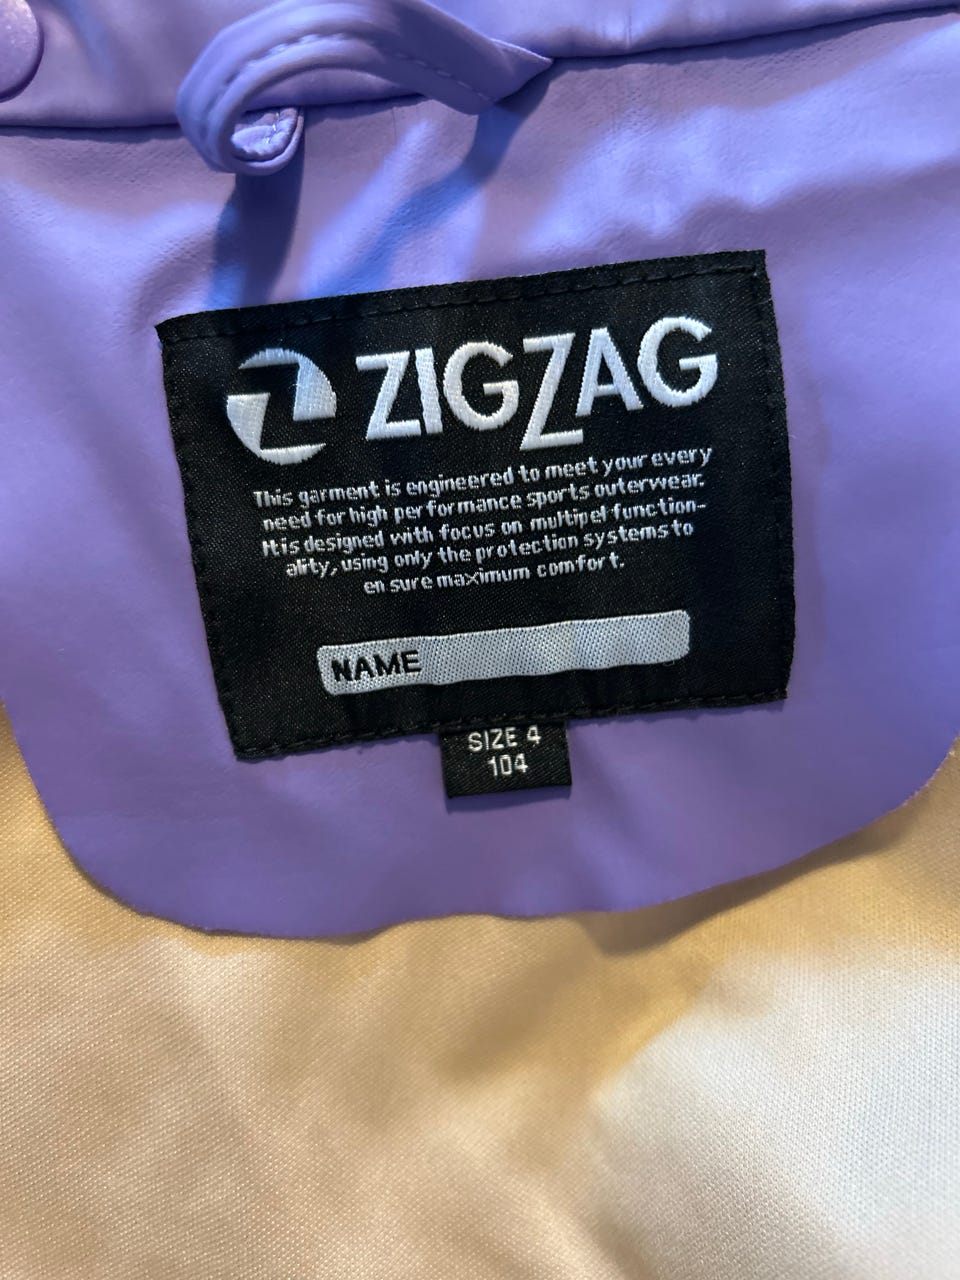 ZIGZAG
This garment is engineered to meet your every
need for high performance sports outerwear.
It is designed with focus on multipel function-
ality, using only the protection systems to
en sure maximum comfort.
NAME
SIZE 4
104